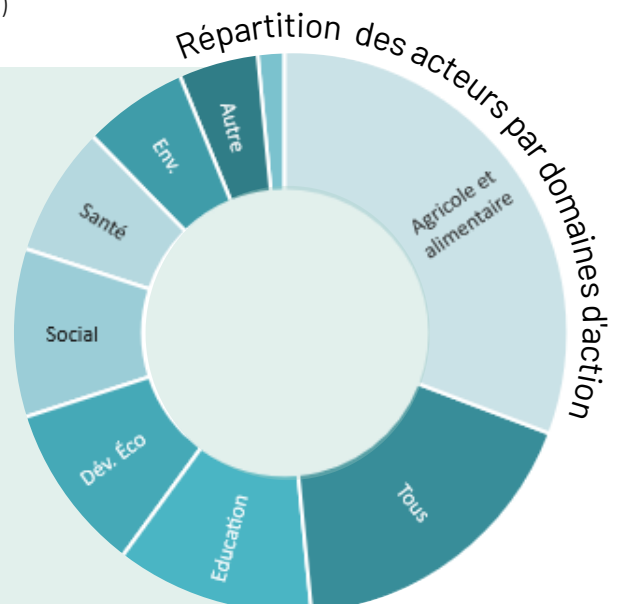 )
Répartition des acteurs par domaines d'action
Autre
Env.
Agricole et
alimentaire
Santé
Social
Dév. Éco
Tous
Education